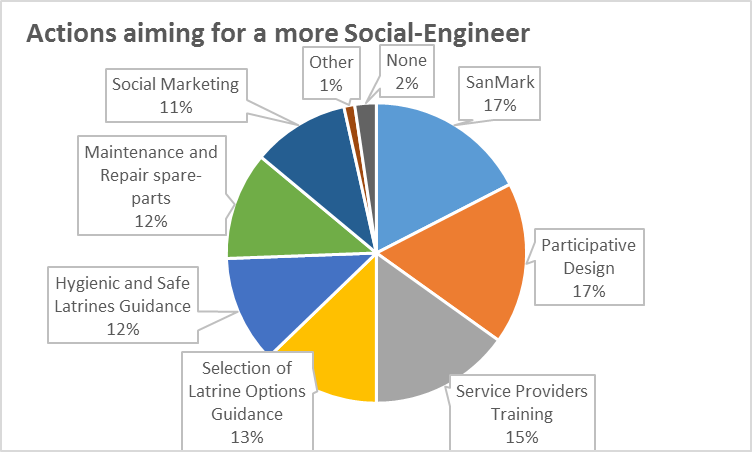 Actions aiming for a more Social-Engineer
Other
1%
None
2%
Social Marketing
11%
SanMark
17%
Maintenance and
Repair spare-
parts
12%
Participative
Design
17%
Hygienic and Safe
Latrines Guidance
12%
Selection of
Latrine Options
Guidance
13%
Service Providers
Training
15%